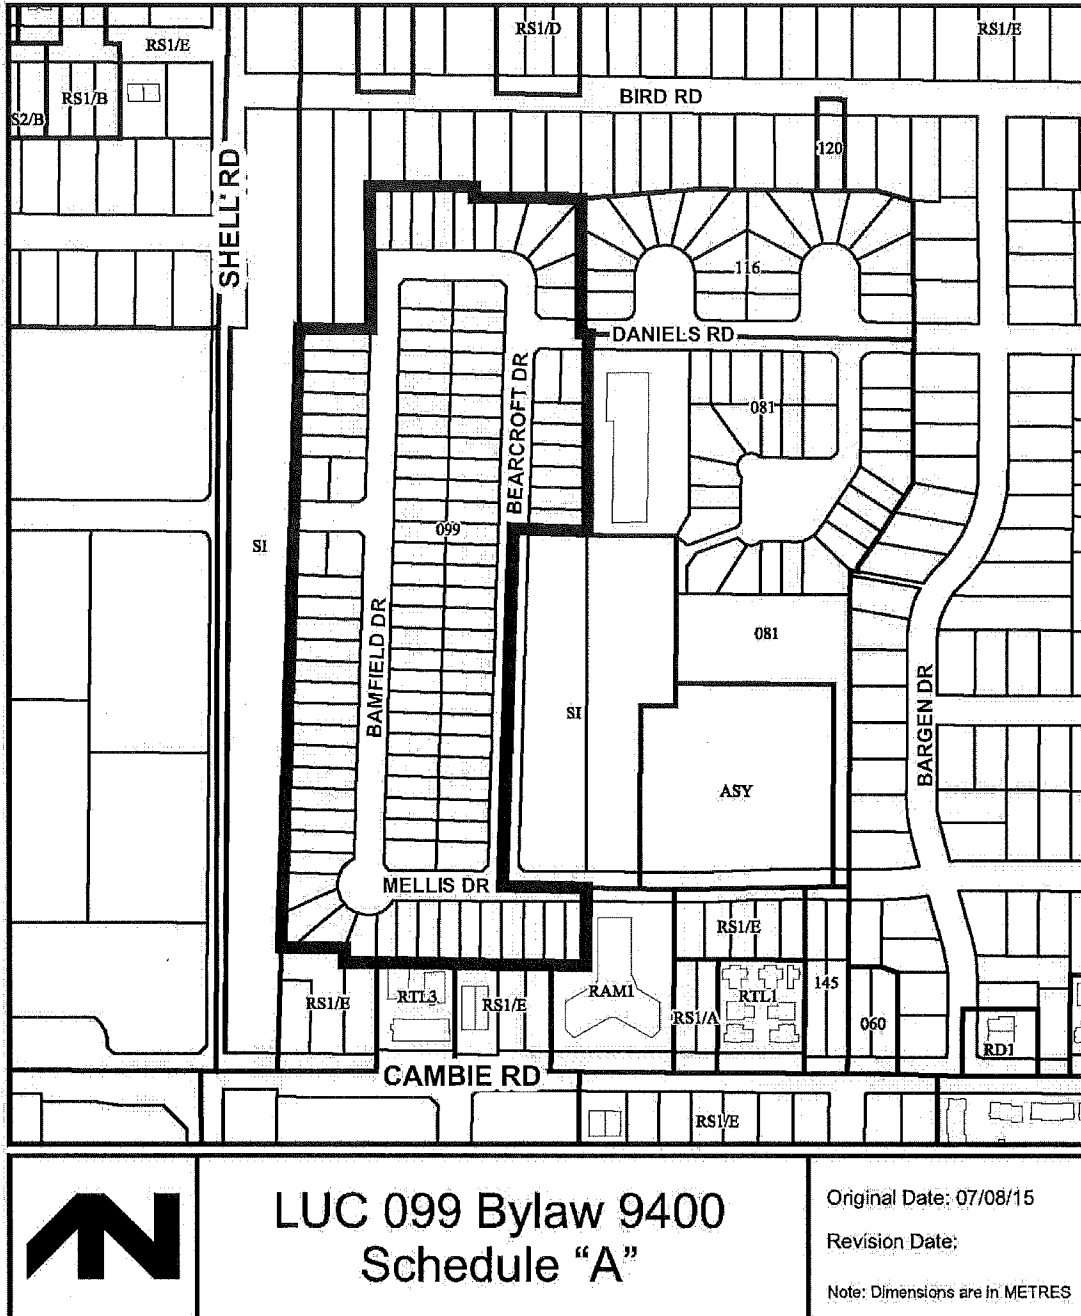 RS1/D
RS1/E
RS1/E
RS1/B
S2/B
BIRD RD
120
SHELL RD
116
DANIELS RD
BEARCROFT DR
081
099
SI
BAMFIELD DR
081
SI
BARGEN DR
ASY
MELLIS DR
RS1/E
RS1/E
RTL3
RS1/E
RAM1
RS1/A
RTL1
145
060
RD1
CAMBIE RD
RS1/E
LUC 099 Bylaw 9400
Schedule “A”
Original Date: 07/08/15
Revision Date:
Note: Dimensions are in METRES